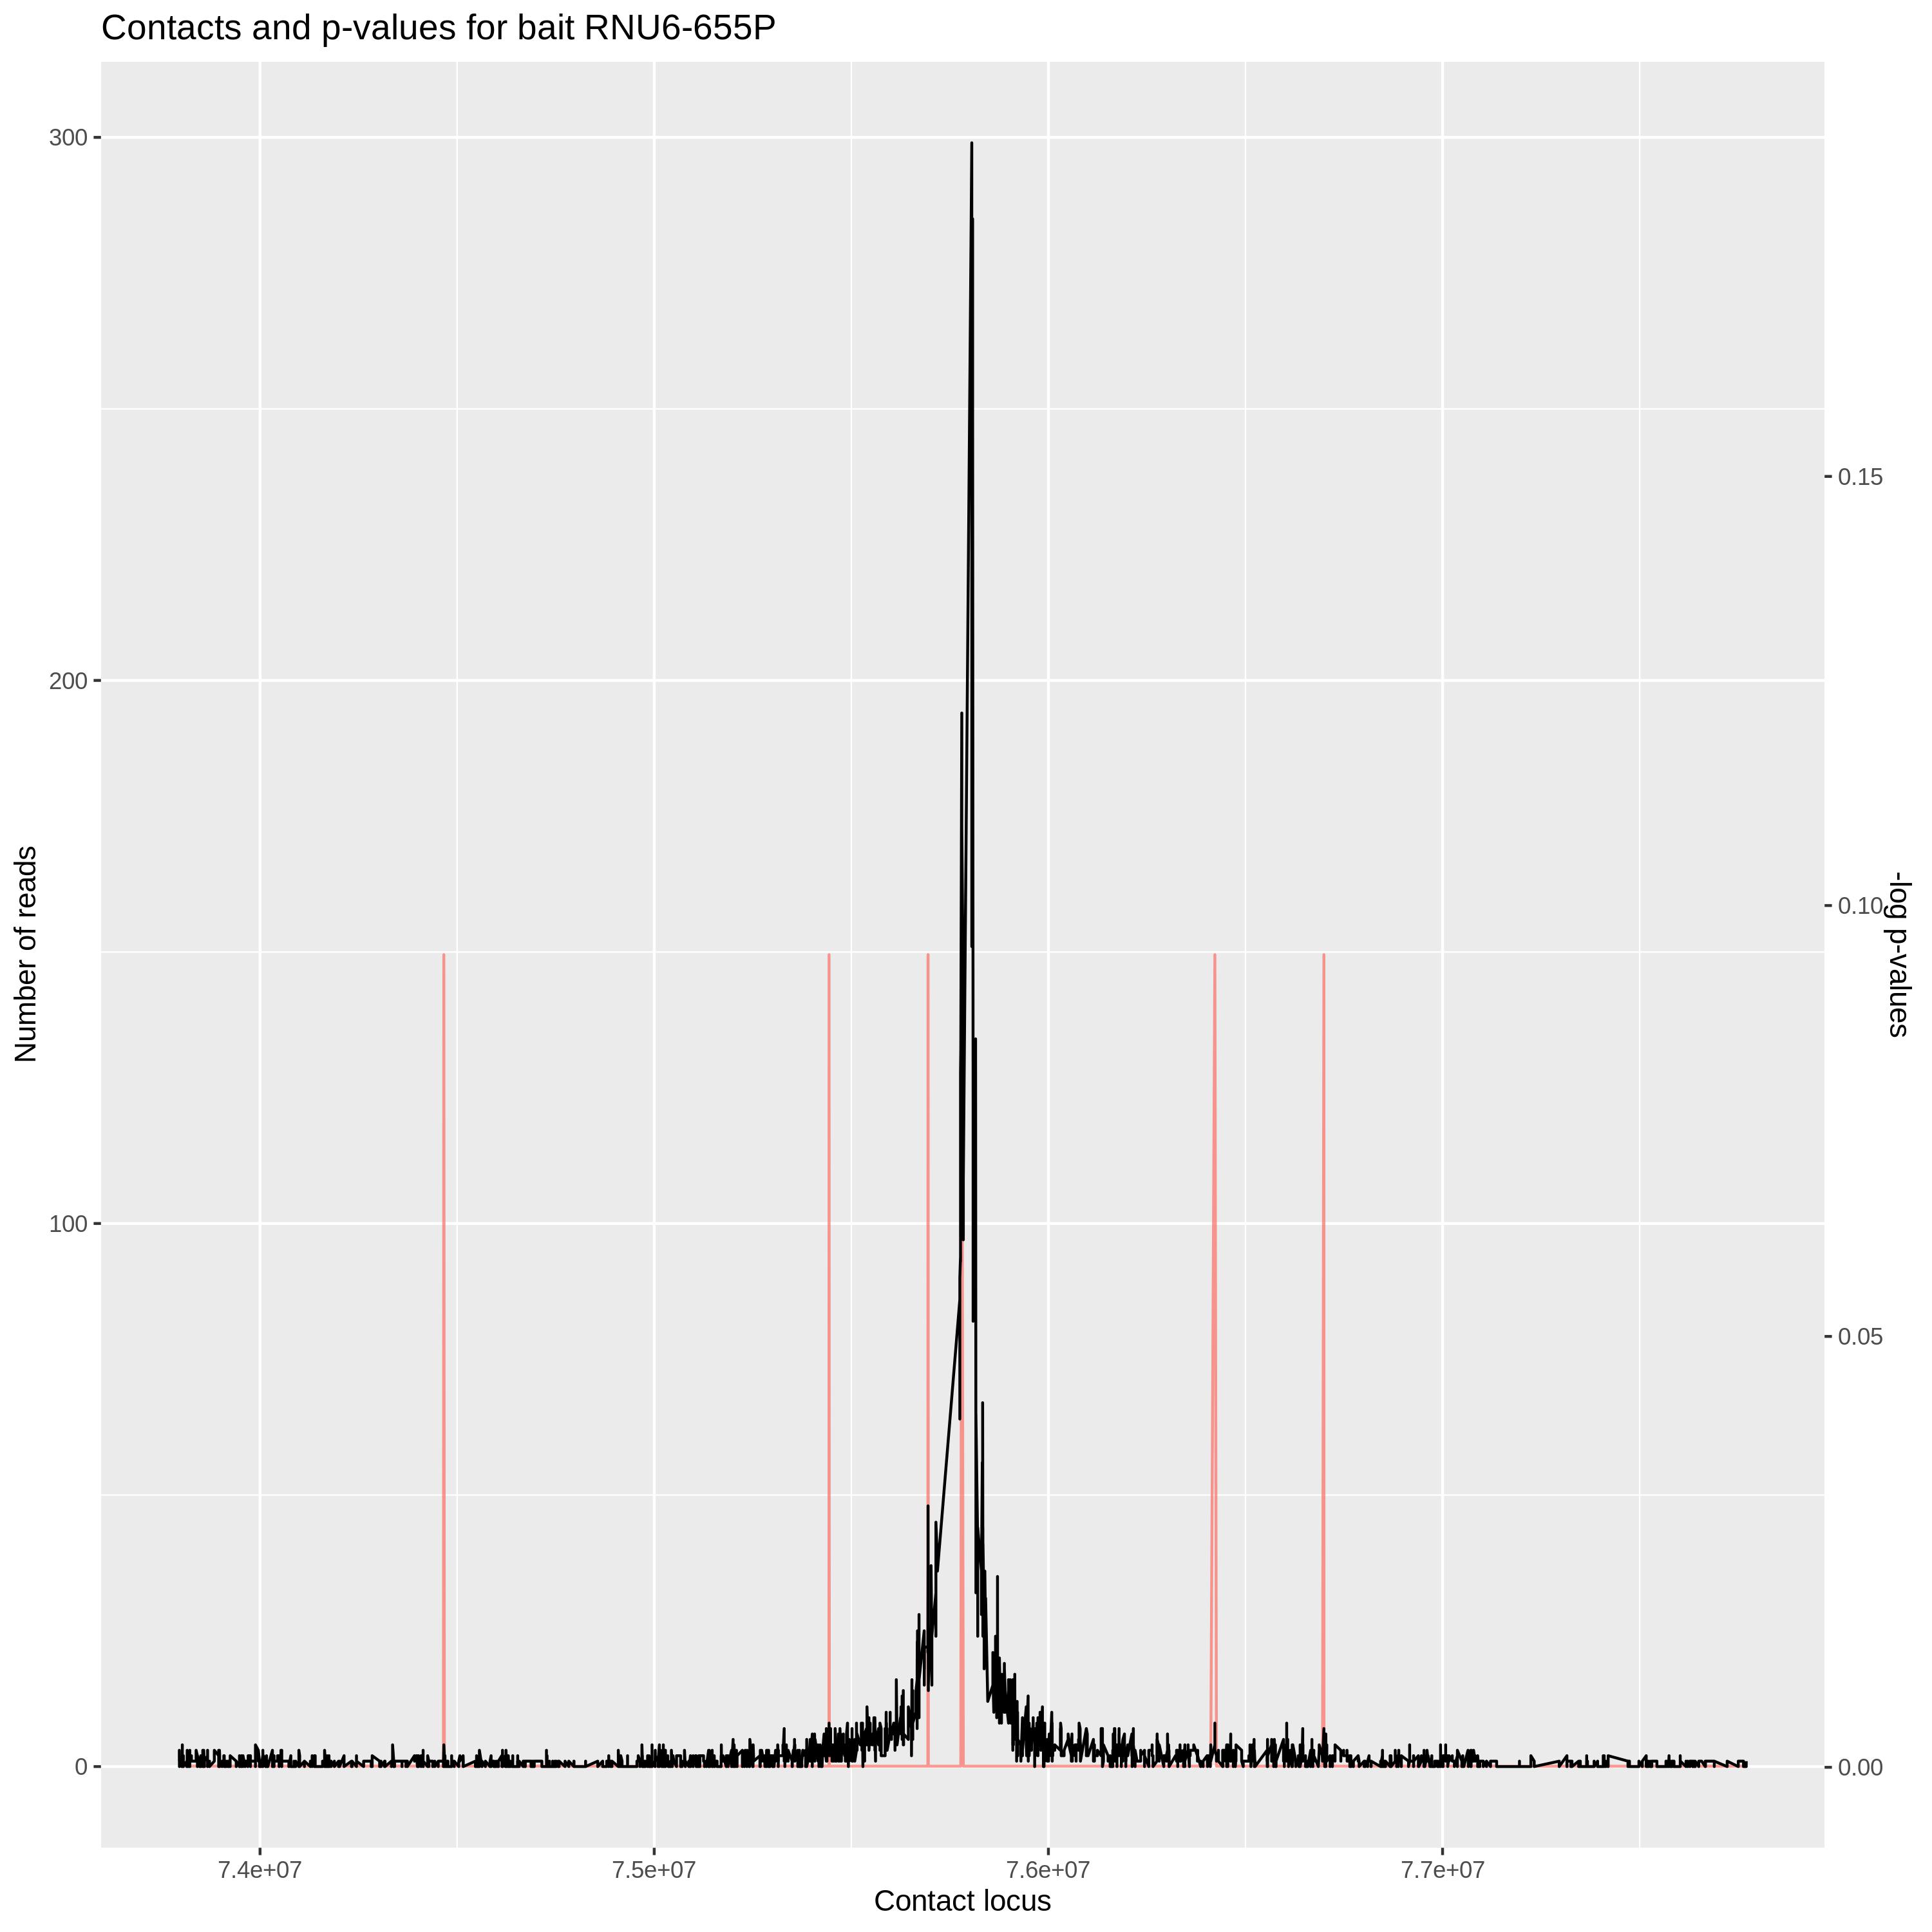 Contacts and p-values for bait RNU6-655P
300
200
100
0
Number of reads
0.15
0.10
0.05
0.00
-log p-values
7.4e+07
7.5e+07
7.6e+07
7.7e+07
Contact locus